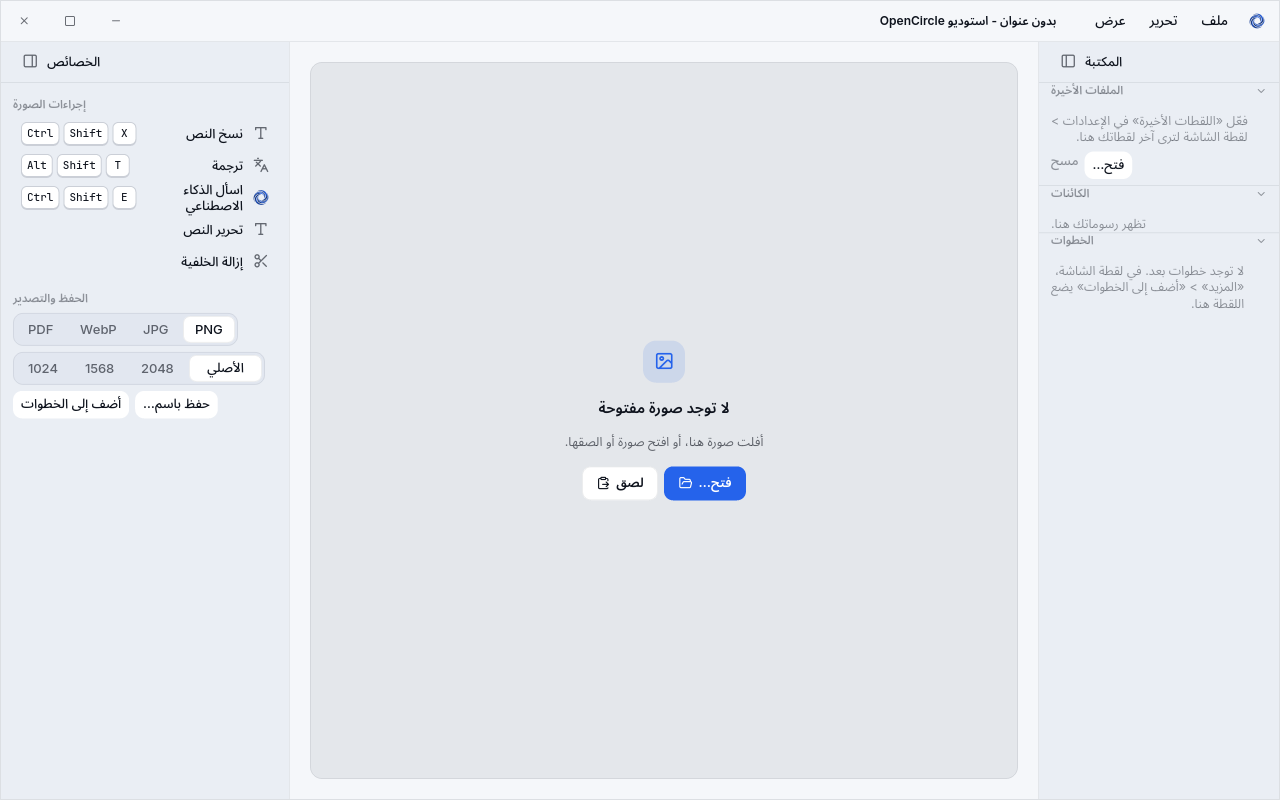 ملف
تحرير
عرض
بدون عنوان - استوديو OpenCircle
المكتبة
الملفات الأخيرة
فعّل «اللقطات الأخيرة» في الإعدادات >
لقطة الشاشة لترى آخر لقطاتك هنا.
فتح...
مسح
الكائنات
تظهر رسوماتك هنا.
الخطوات
لا توجد خطوات بعد. في لقطة الشاشة،
«المزيد» > «أضف إلى الخطوات» يضع
اللقطة هنا.
لا توجد صورة مفتوحة
أفلت صورة هنا، أو افتح صورة أو الصقها.
فتح...
لصق
الخصائص
إجراءات الصورة
نسخ النص Ctrl Shift X
ترجمة Alt Shift T
اسأل الذكاء
الاصطناعي Ctrl Shift E
تحرير النص
إزالة الخلفية
الحفظ والتصدير
PNG JPG WebP PDF
الأصلي 2048 1568 1024
حفظ باسم...
أضف إلى الخطوات